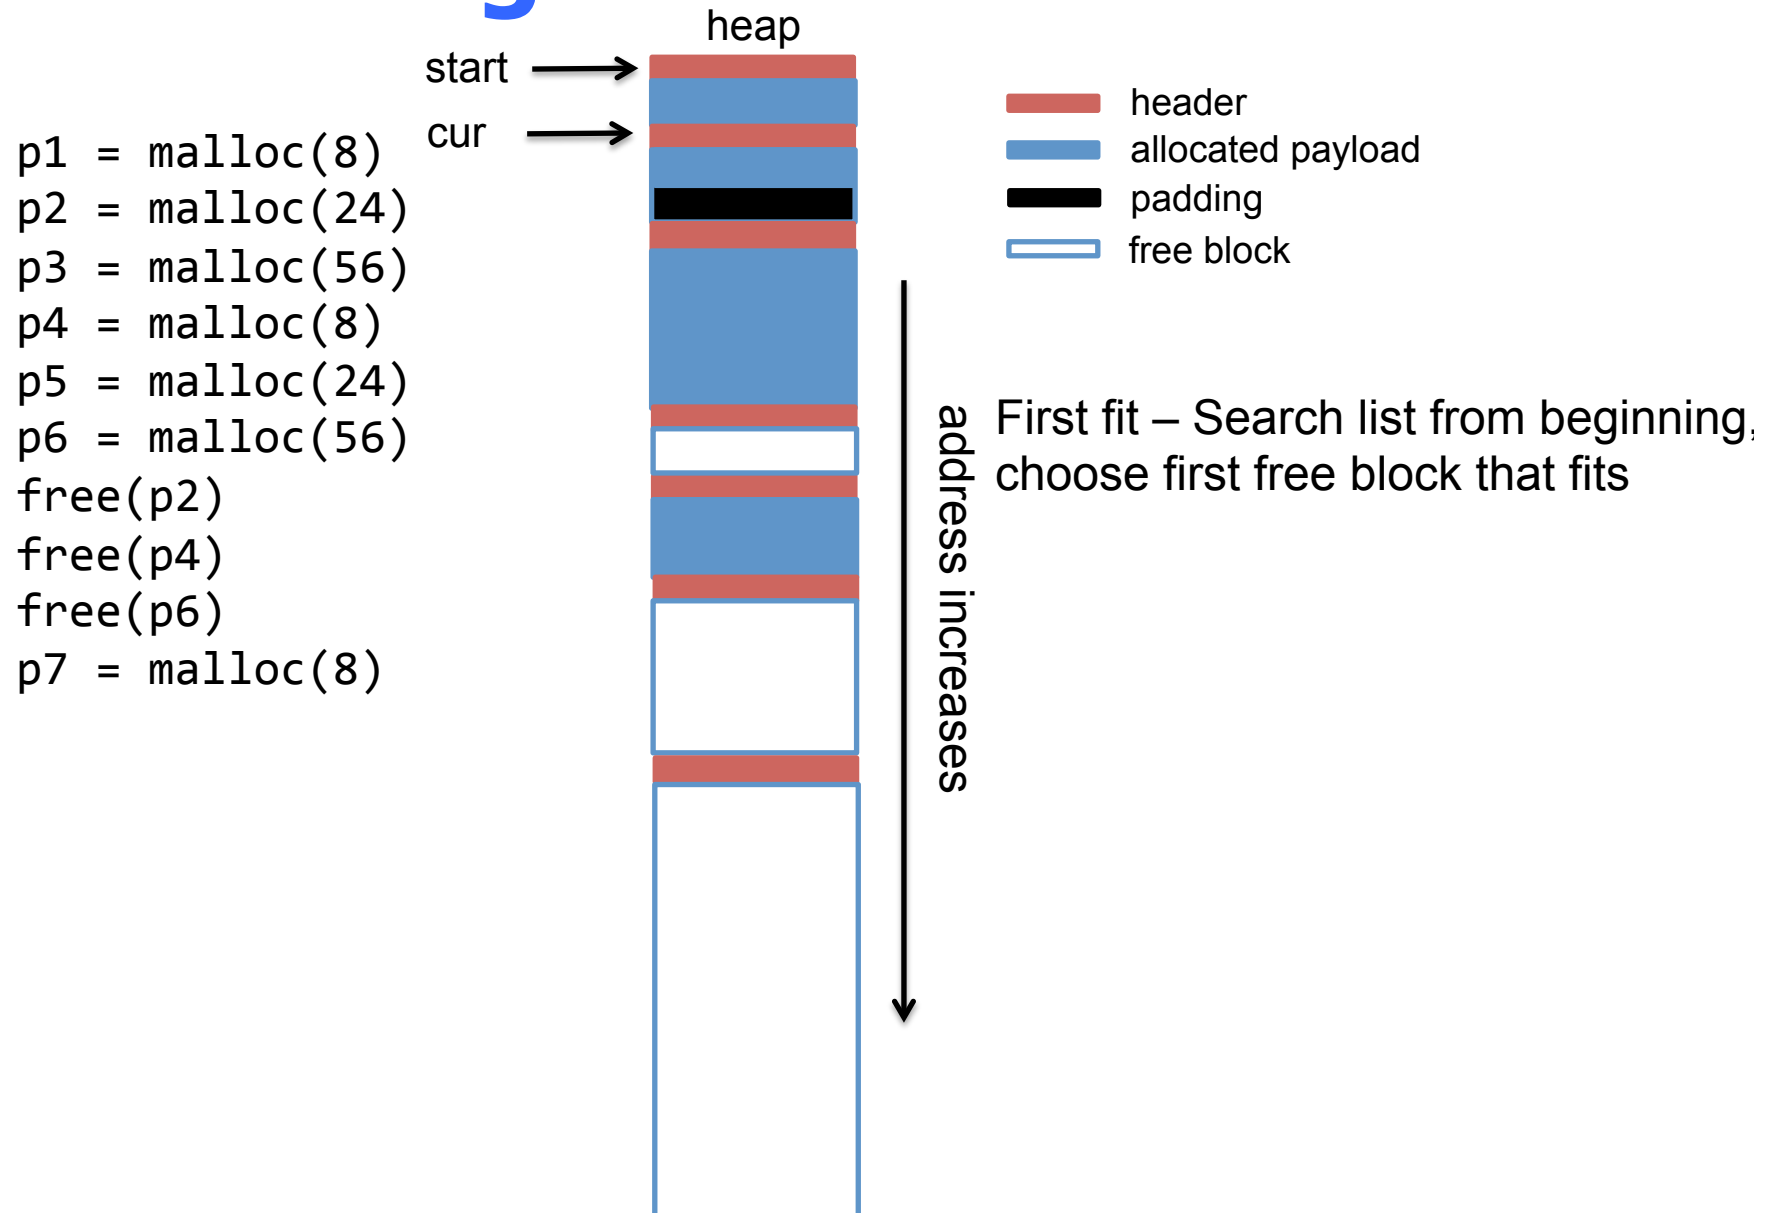 heap
start
cur
p1 = malloc(8)
p2 = malloc(24)
p3 = malloc(56)
p4 = malloc(8)
p5 = malloc(24)
p6 = malloc(56)
free(p2)
free(p4)
free(p6)
p7 = malloc(8)
header
allocated payload
padding
free block
address increases
First fit – Search list from beginning,
choose first free block that fits